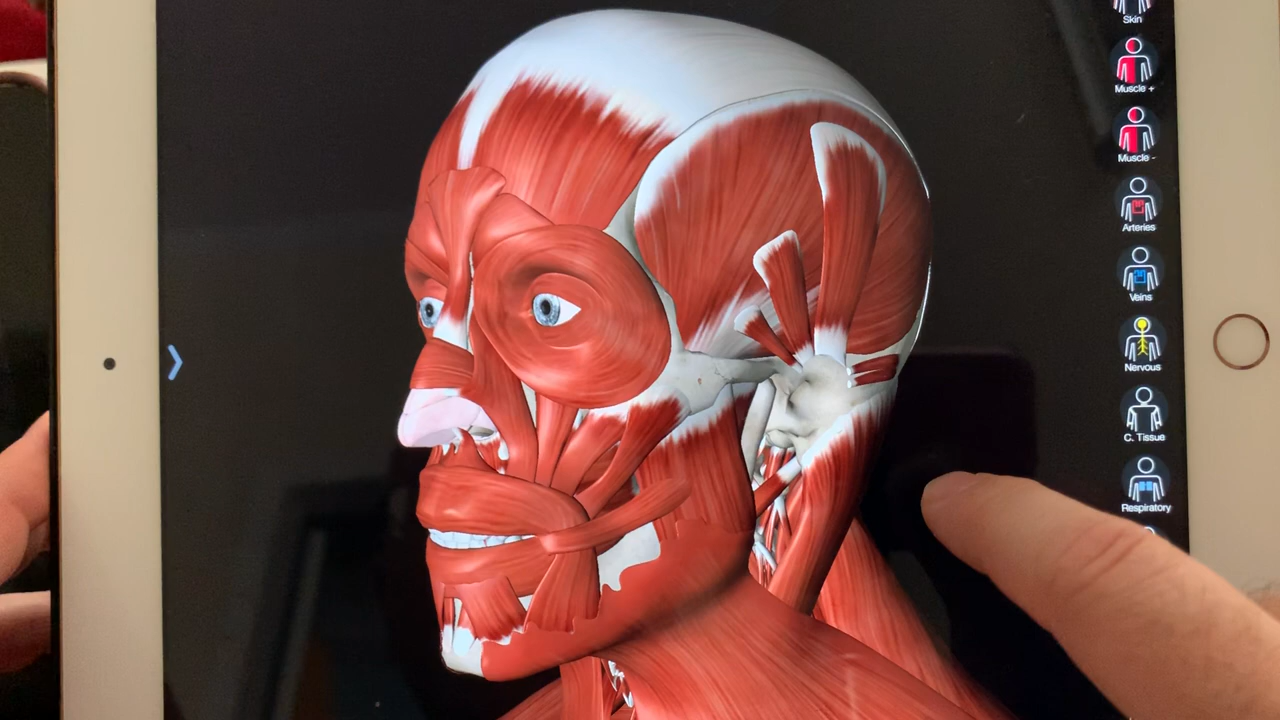 Skin
Muscle +
Muscle -
Arteries
Veins
Nervous
C. Tissue
Respiratory